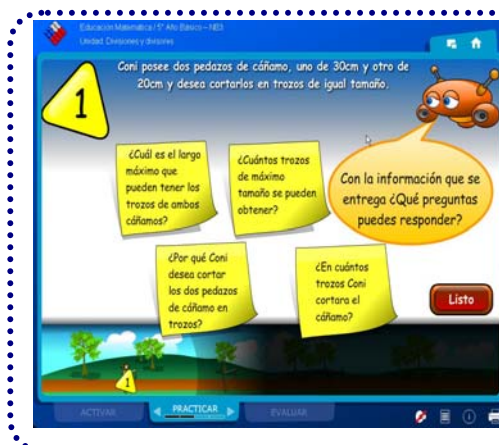 Educación Matemática / 5° Año Básico – NB3
Unidad: Divisiones y divisores
1
Coni posee dos pedazos de cáñamo, uno de 30cm y otro de
20cm y desea cortarlos en trozos de igual tamaño.
¿Cuál es el largo
máximo que
pueden tener los
trozos de ambos
cáñamos?
¿Cuántos trozos
de máximo
tamaño se pueden
obtener?
Con la información que se
entrega ¿Qué preguntas
puedes responder?
¿Por qué Coni
desea cortar
los dos pedazos
de cáñamo en
trozos?
¿En cuántos
trozos Coni
cortara el
cáñamo?
Listo
1
ACTIVAR
PRACTICAR
EVALUAR